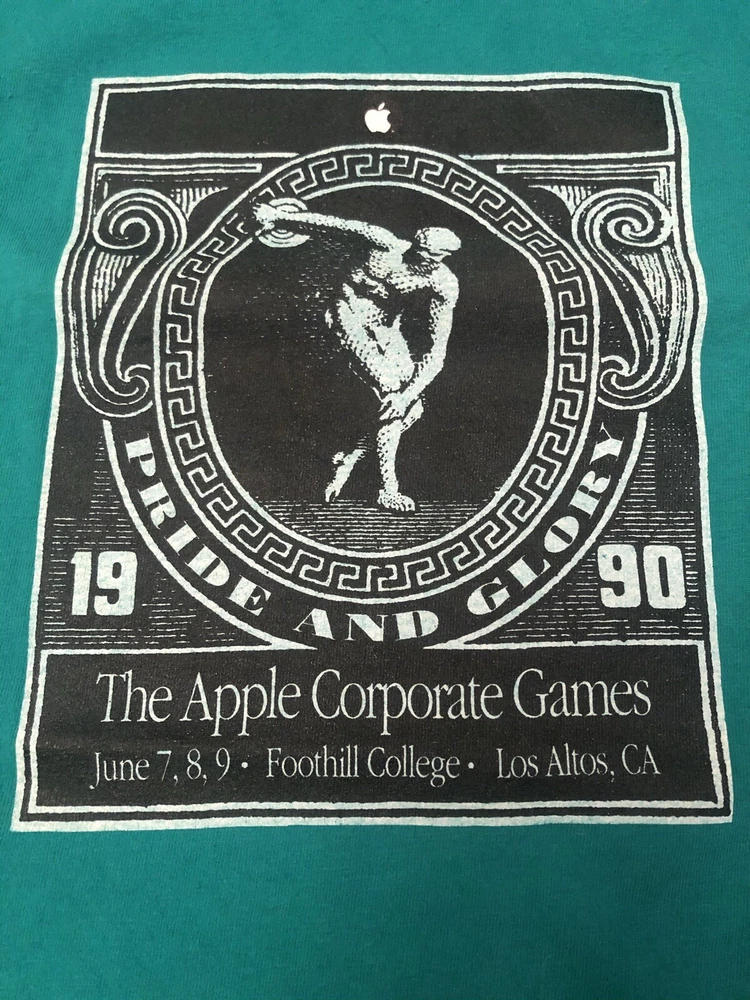 PRIDE AND GLORY
19 90
The Apple Corporate Games
June 7, 8, 9 · Foothill College · Los Altos, CA